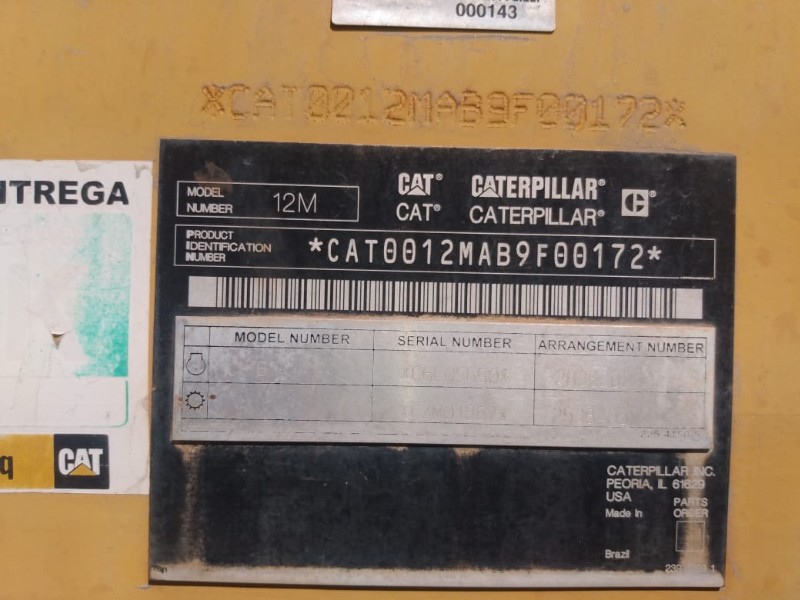 000143
*CAT0012MAB9F00172*
NTREGA
MODEL NUMBER 12M
CAT® CATERPILLAR®
CAT® CATERPILLAR®
PRODUCT IDENTIFICATION NUMBER *CAT0012MAB9F00172*
MODEL NUMBER SERIAL NUMBER ARRANGEMENT NUMBER
q CAT
CATERPILLAR INC.
PEORIA, IL 61629
USA
PARTS ORDER
Made In
Brazil